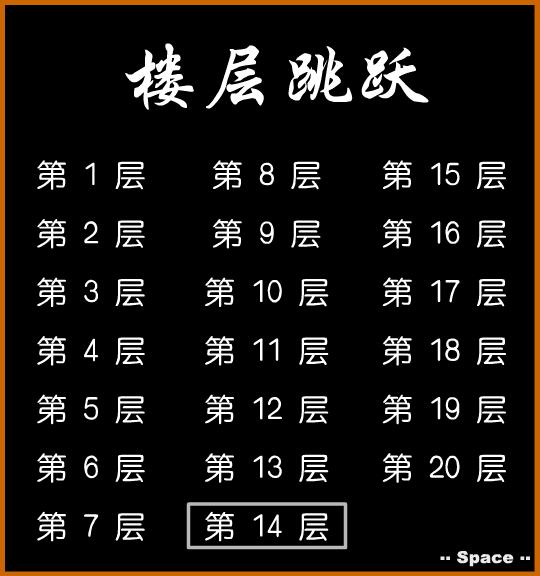 楼层跳跃
第 1 层 第 8 层 第 15 层
第 2 层 第 9 层 第 16 层
第 3 层 第 10 层 第 17 层
第 4 层 第 11 层 第 18 层
第 5 层 第 12 层 第 19 层
第 6 层 第 13 层 第 20 层
第 7 层 第 14 层
-- Space --